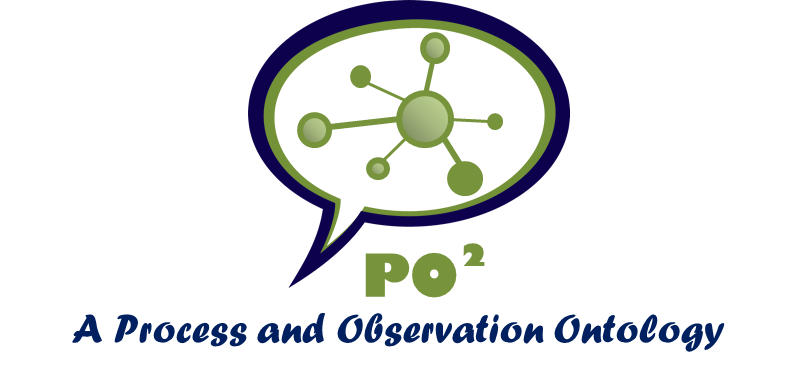 PO²
A Process and Observation Ontology